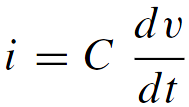 i = C dv/dt